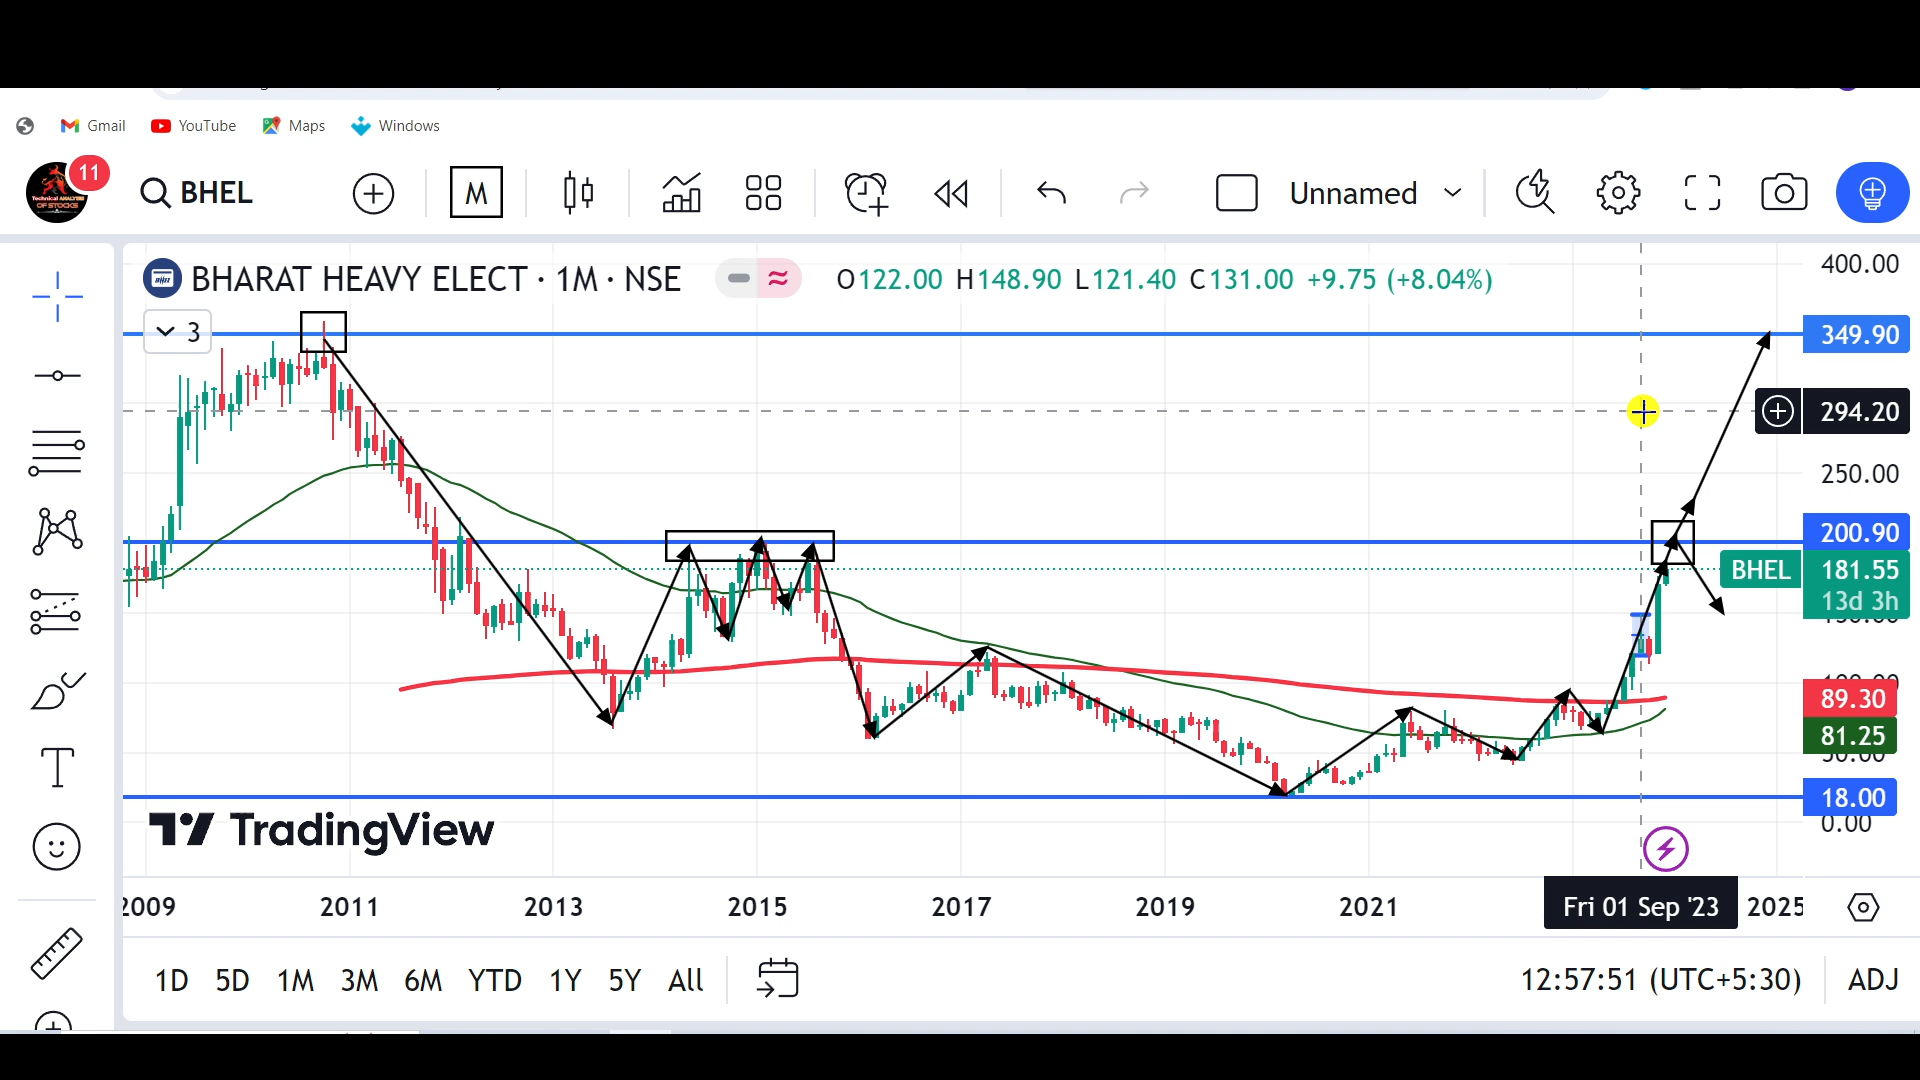 Gmail YouTube Maps Windows
11
Technical ANALYSIS
OF STOCKS
BHEL
M
Unnamed
BHARAT HEAVY ELECT · 1M · NSE
O122.00 H148.90 L121.40 C131.00 +9.75 (+8.04%)
3
400.00
349.90
294.20
250.00
200.90
BHEL 181.55
13d 3h
89.30
81.25
18.00
0.00
TradingView
2009 2011 2013 2015 2017 2019 2021 Fri 01 Sep '23 2025
1D 5D 1M 3M 6M YTD 1Y 5Y All
12:57:51 (UTC+5:30) ADJ